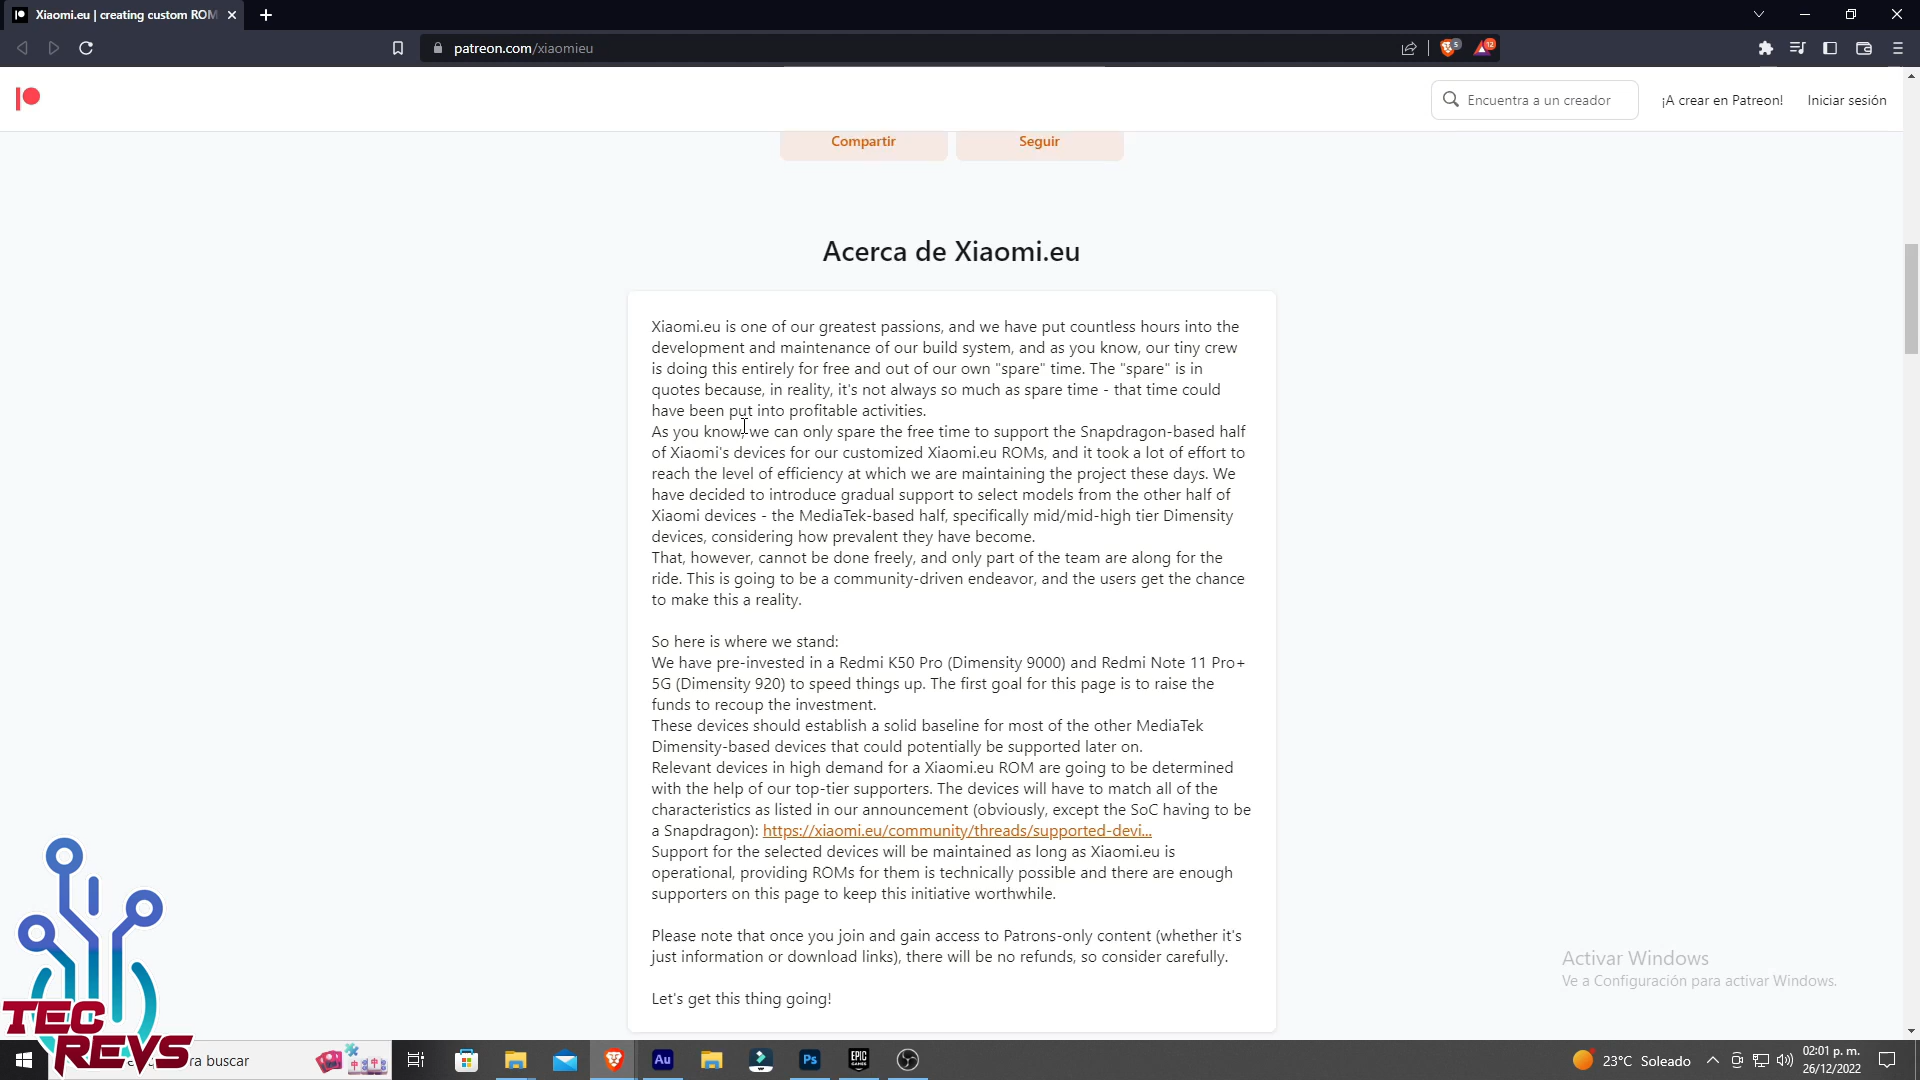 Xiaomi.eu | creating custom ROM
patreon.com/xiaomieu
5
12
Encuentra a un creador
¡A crear en Patreon!
Iniciar sesión
Compartir
Seguir
Acerca de Xiaomi.eu
Xiaomi.eu is one of our greatest passions, and we have put countless hours into the
development and maintenance of our build system, and as you know, our tiny crew
is doing this entirely for free and out of our own "spare" time. The "spare" is in
quotes because, in reality, it's not always so much as spare time - that time could
have been put into profitable activities.
As you know, we can only spare the free time to support the Snapdragon-based half
of Xiaomi's devices for our customized Xiaomi.eu ROMs, and it took a lot of effort to
reach the level of efficiency at which we are maintaining the project these days. We
have decided to introduce gradual support to select models from the other half of
Xiaomi devices - the MediaTek-based half, specifically mid/mid-high tier Dimensity
devices, considering how prevalent they have become.
That, however, cannot be done freely, and only part of the team are along for the
ride. This is going to be a community-driven endeavor, and the users get the chance
to make this a reality.
So here is where we stand:
We have pre-invested in a Redmi K50 Pro (Dimensity 9000) and Redmi Note 11 Pro+
5G (Dimensity 920) to speed things up. The first goal for this page is to raise the
funds to recoup the investment.
These devices should establish a solid baseline for most of the other MediaTek
Dimensity-based devices that could potentially be supported later on.
Relevant devices in high demand for a Xiaomi.eu ROM are going to be determined
with the help of our top-tier supporters. The devices will have to match all of the
characteristics as listed in our announcement (obviously, except the SoC having to be
a Snapdragon): https://xiaomi.eu/community/threads/supported-devi...
Support for the selected devices will be maintained as long as Xiaomi.eu is
operational, providing ROMs for them is technically possible and there are enough
supporters on this page to keep this initiative worthwhile.
Please note that once you join and gain access to Patrons-only content (whether it's
just information or download links), there will be no refunds, so consider carefully.
Let's get this thing going!
Activar Windows
Ve a Configuración para activar Windows.
TEC
REVS
ra buscar
Au
Ps
EPIC
GAMES
23°C Soleado
02:01 p. m.
26/12/2022